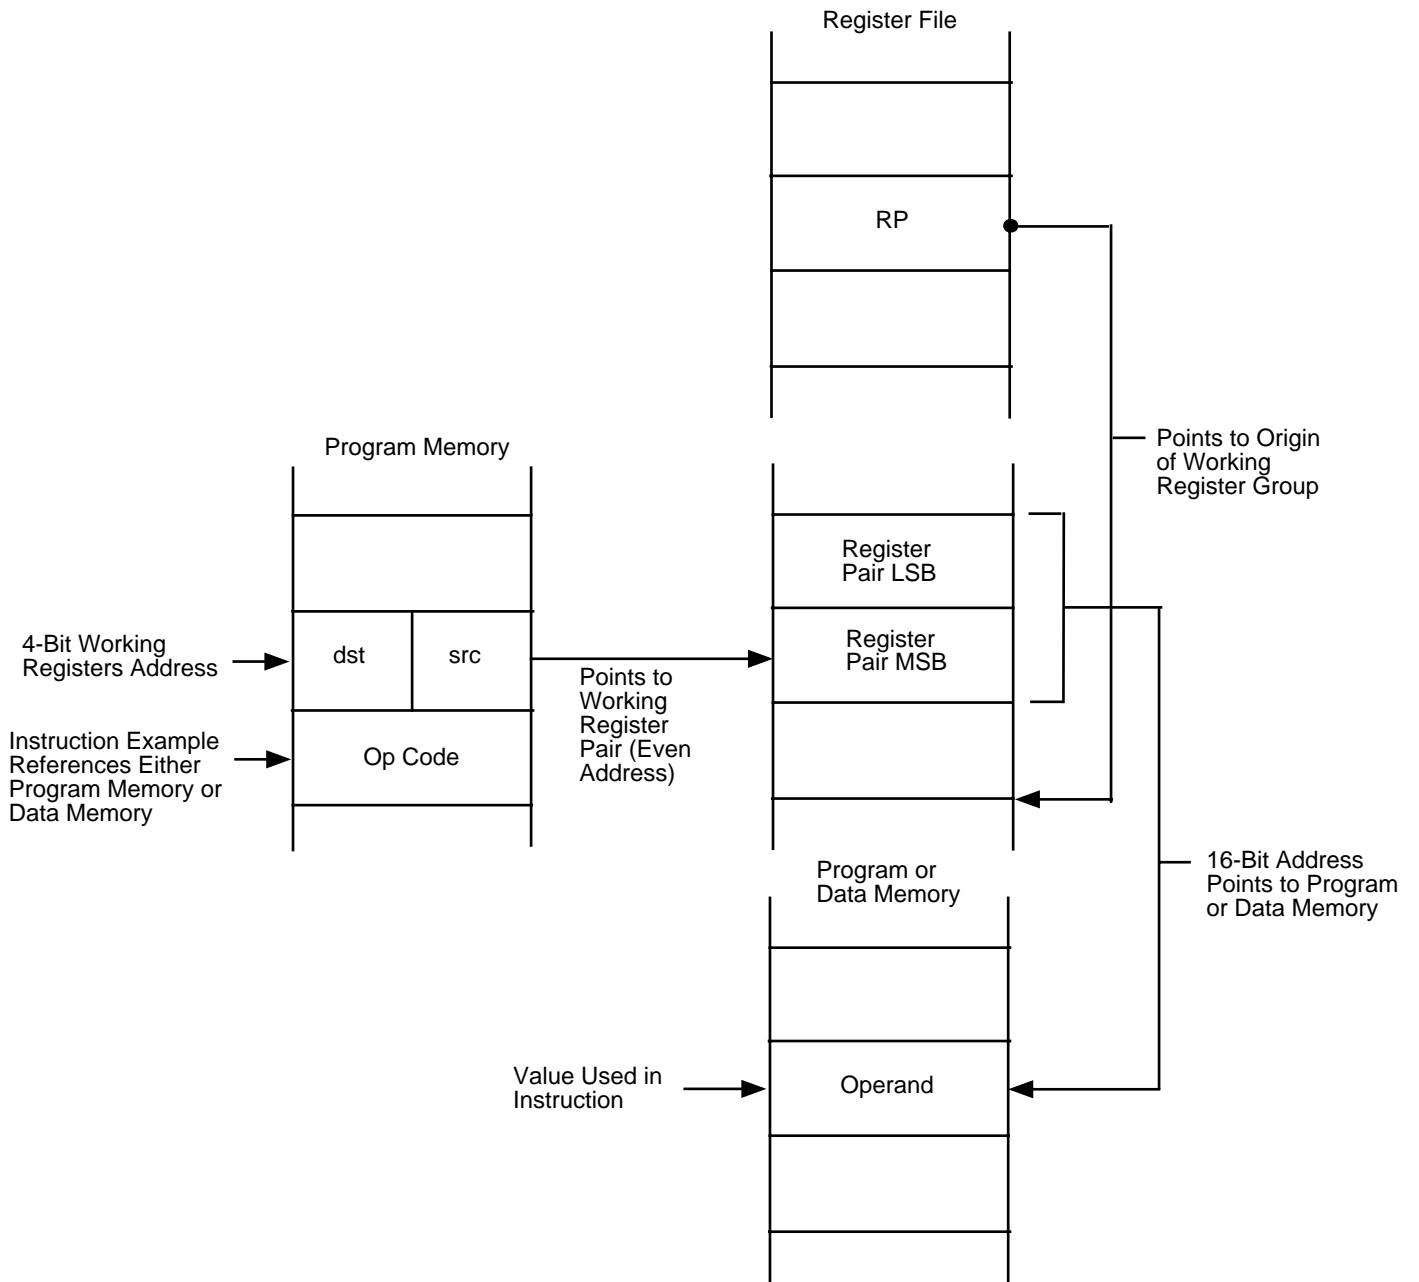 Register File
RP
Points to Origin
of Working
Register Group
Program Memory
Register
Pair LSB
4-Bit Working
Registers Address
dst
src
Points to
Working
Register
Pair (Even
Address)
Register
Pair MSB
Instruction Example
References Either
Program Memory or
Data Memory
Op Code
Program or
Data Memory
16-Bit Address
Points to Program
or Data Memory
Value Used in
Instruction
Operand